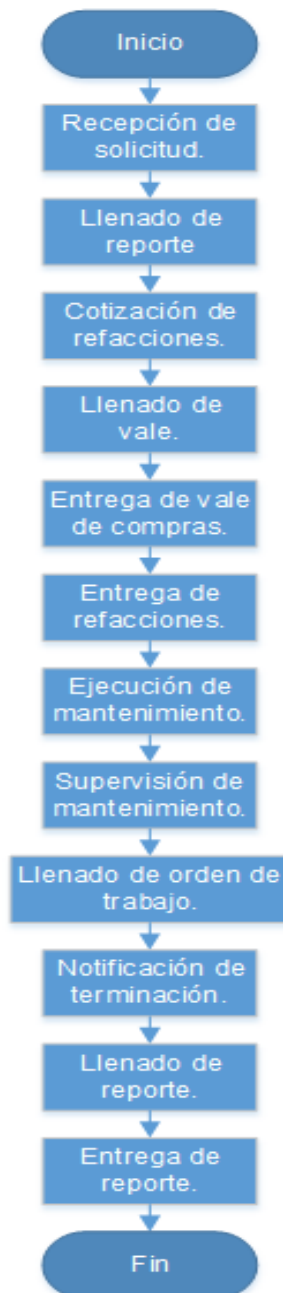 Inicio
Recepción de
solicitud.
Llenado de
reporte
Cotización de
refacciones.
Llenado de
vale.
Entrega de vale
de compras.
Entrega de
refacciones.
Ejecución de
mantenimiento.
Supervisión de
mantenimiento.
Llenado de orden de
trabajo.
Notificación de
terminación.
Llenado de
reporte.
Entrega de
reporte.
Fin